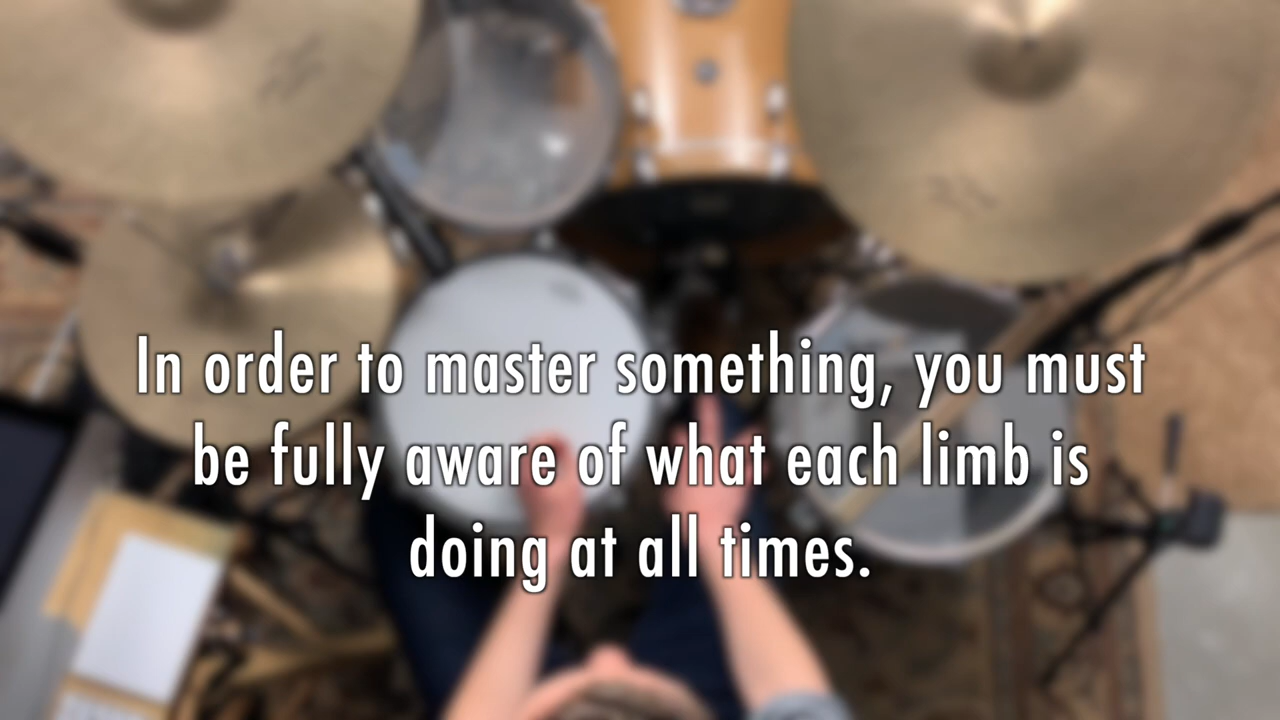 In order to master something, you must
be fully aware of what each limb is
doing at all times.